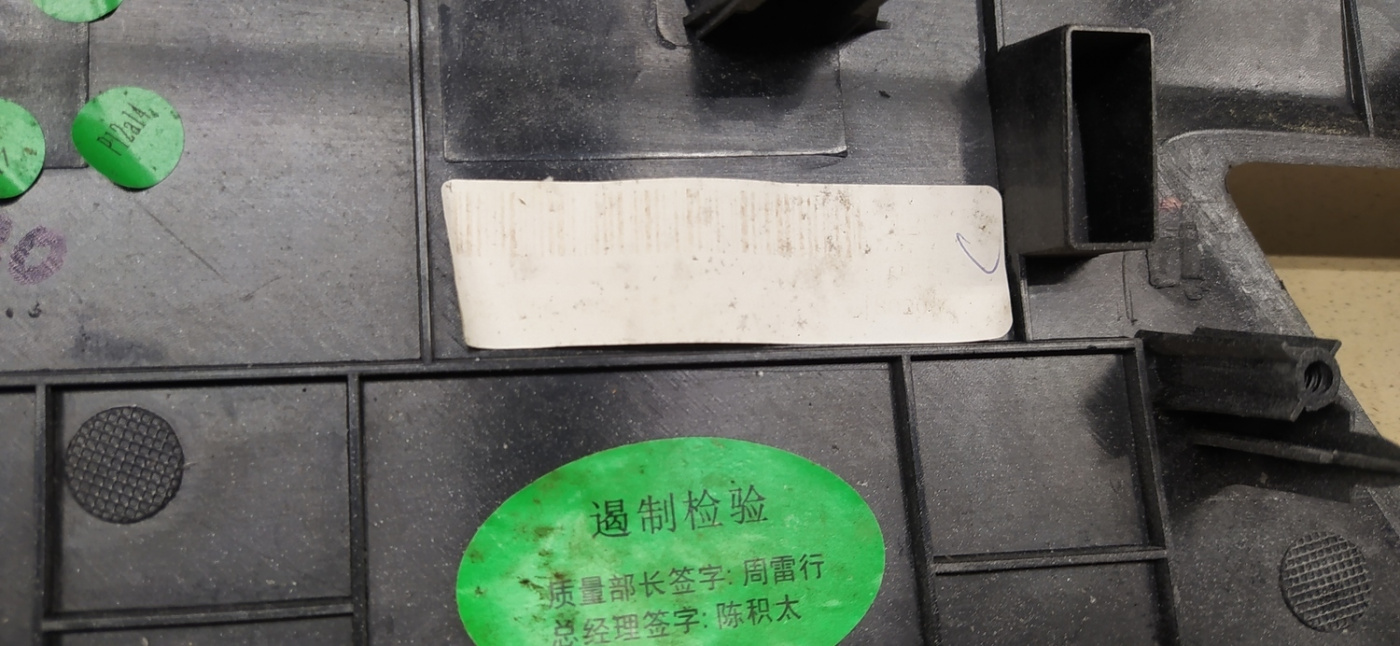 遏制检验
质量部长签字: 周雷行
总经理签字: 陈积太